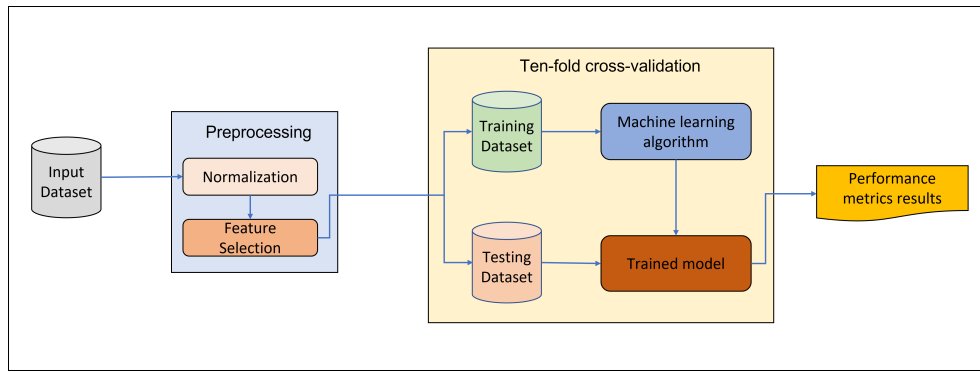 Ten-fold cross-validation
Preprocessing
Input
Dataset
Normalization
Feature
Selection
Training
Dataset
Machine learning
algorithm
Testing
Dataset
Trained model
Performance
metrics results